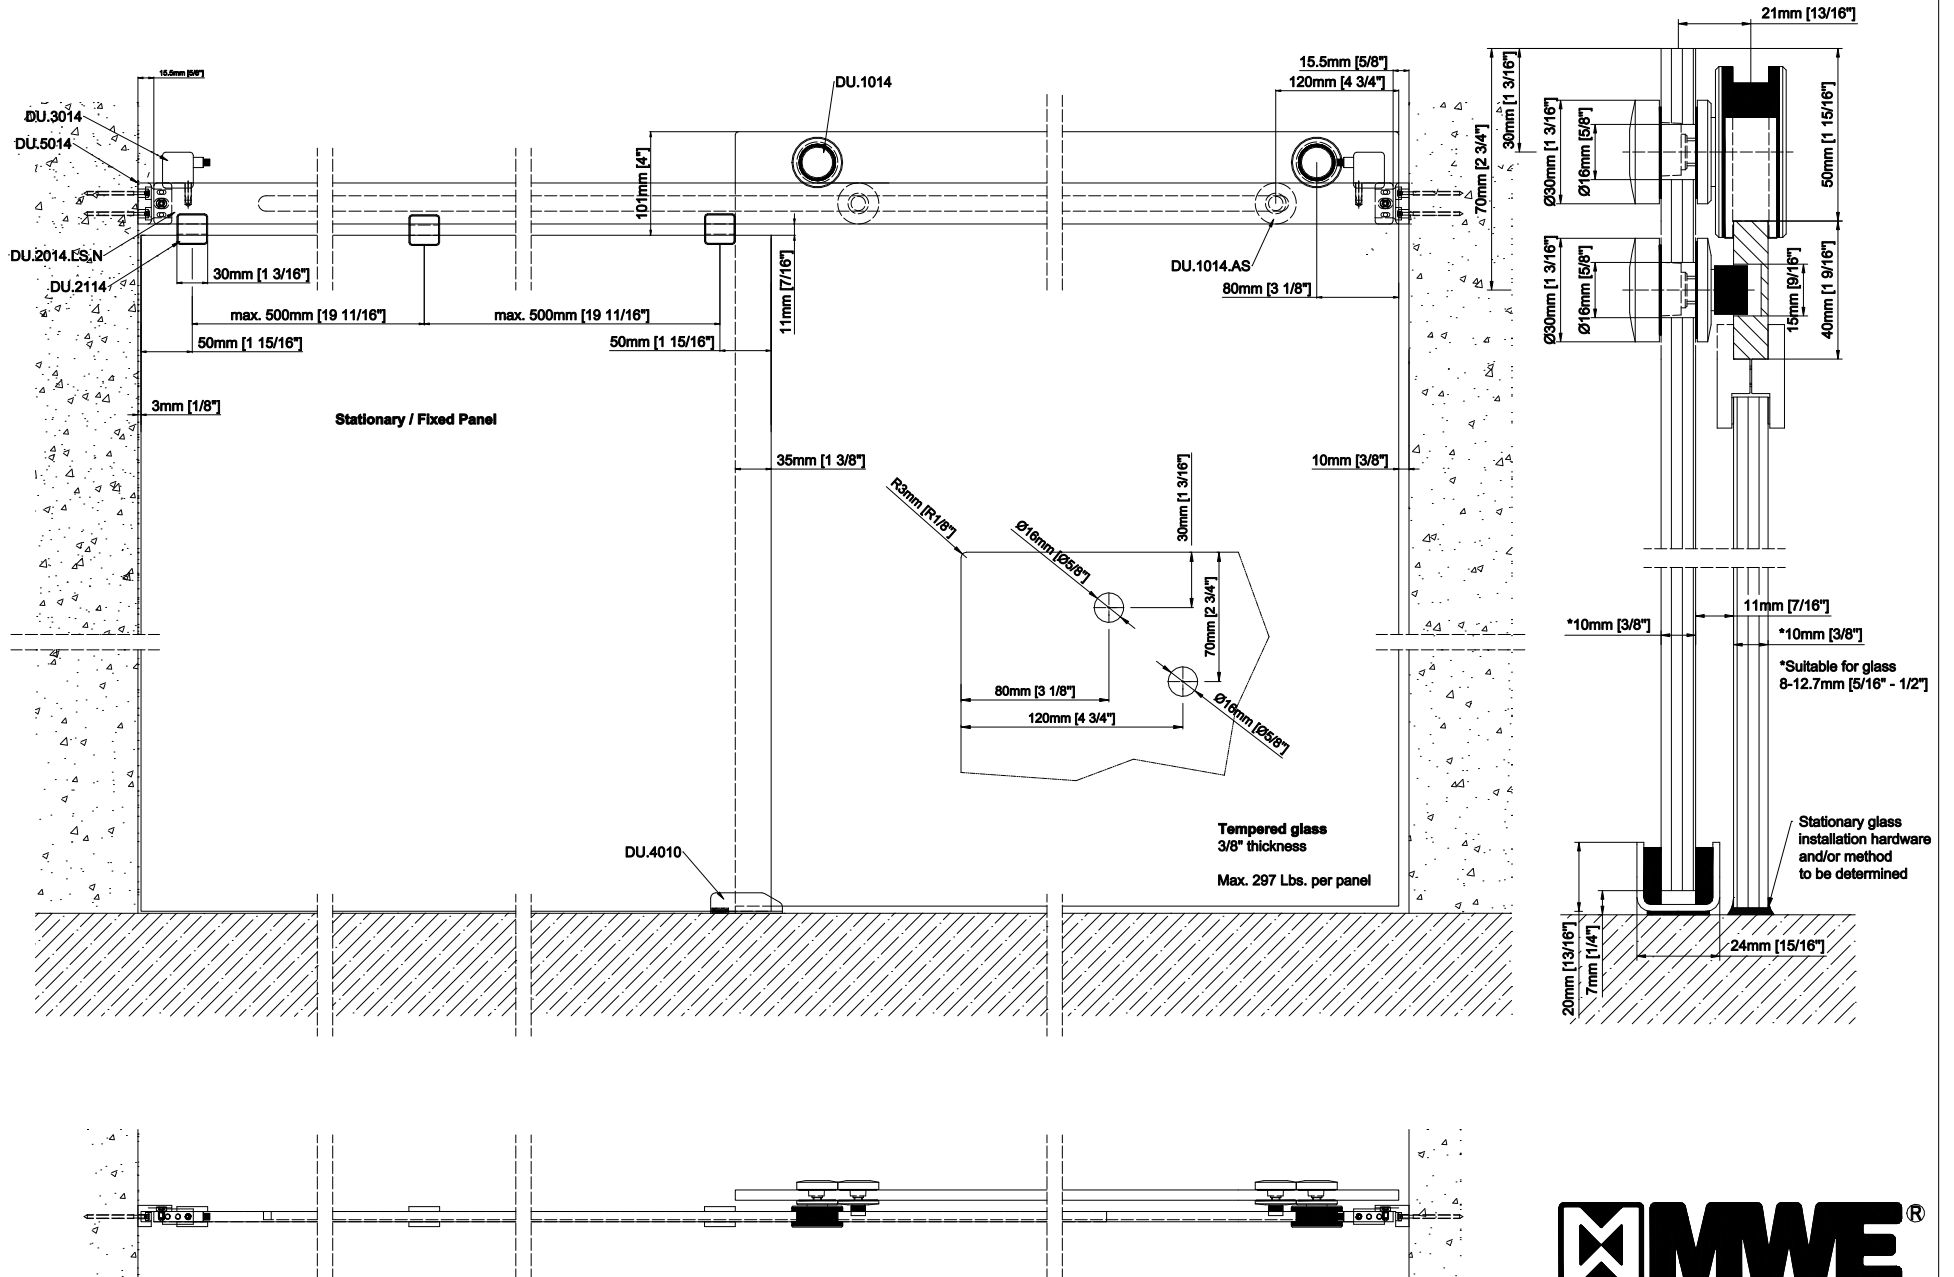 21mm [13/16"]
15.5mm [5/8"]
15.5mm [5/8"]
120mm [4 3/4"]
DU.1014
DU.3014
DU.5014
101mm [4"]
70mm [2 3/4"]
30mm [1 3/16"]
Ø30mm [1 3/16"]
Ø16mm [5/8"]
50mm [1 15/16"]
DU.2014.LS.N
DU.2114
30mm [1 3/16"]
11mm [7/16"]
DU.1014.AS
80mm [3 1/8"]
Ø30mm [1 3/16"]
Ø16mm [5/8"]
15mm [9/16"]
40mm [1 9/16"]
max. 500mm [19 11/16"]
max. 500mm [19 11/16"]
50mm [1 15/16"]
50mm [1 15/16"]
3mm [1/8"]
Stationary / Fixed Panel
35mm [1 3/8"]
10mm [3/8"]
R3mm [R1/8"]
Ø16mm [Ø5/8"]
30mm [1 3/16"]
70mm [2 3/4"]
80mm [3 1/8"]
120mm [4 3/4"]
Ø16mm [Ø5/8"]
11mm [7/16"]
*10mm [3/8"]
*10mm [3/8"]
*Suitable for glass
8-12.7mm [5/16" - 1/2"]
Tempered glass
3/8" thickness
Max. 297 Lbs. per panel
DU.4010
Stationary glass
installation hardware
and/or method
to be determined
20mm [13/16"]
7mm [1/4"]
24mm [15/16"]
MWE®